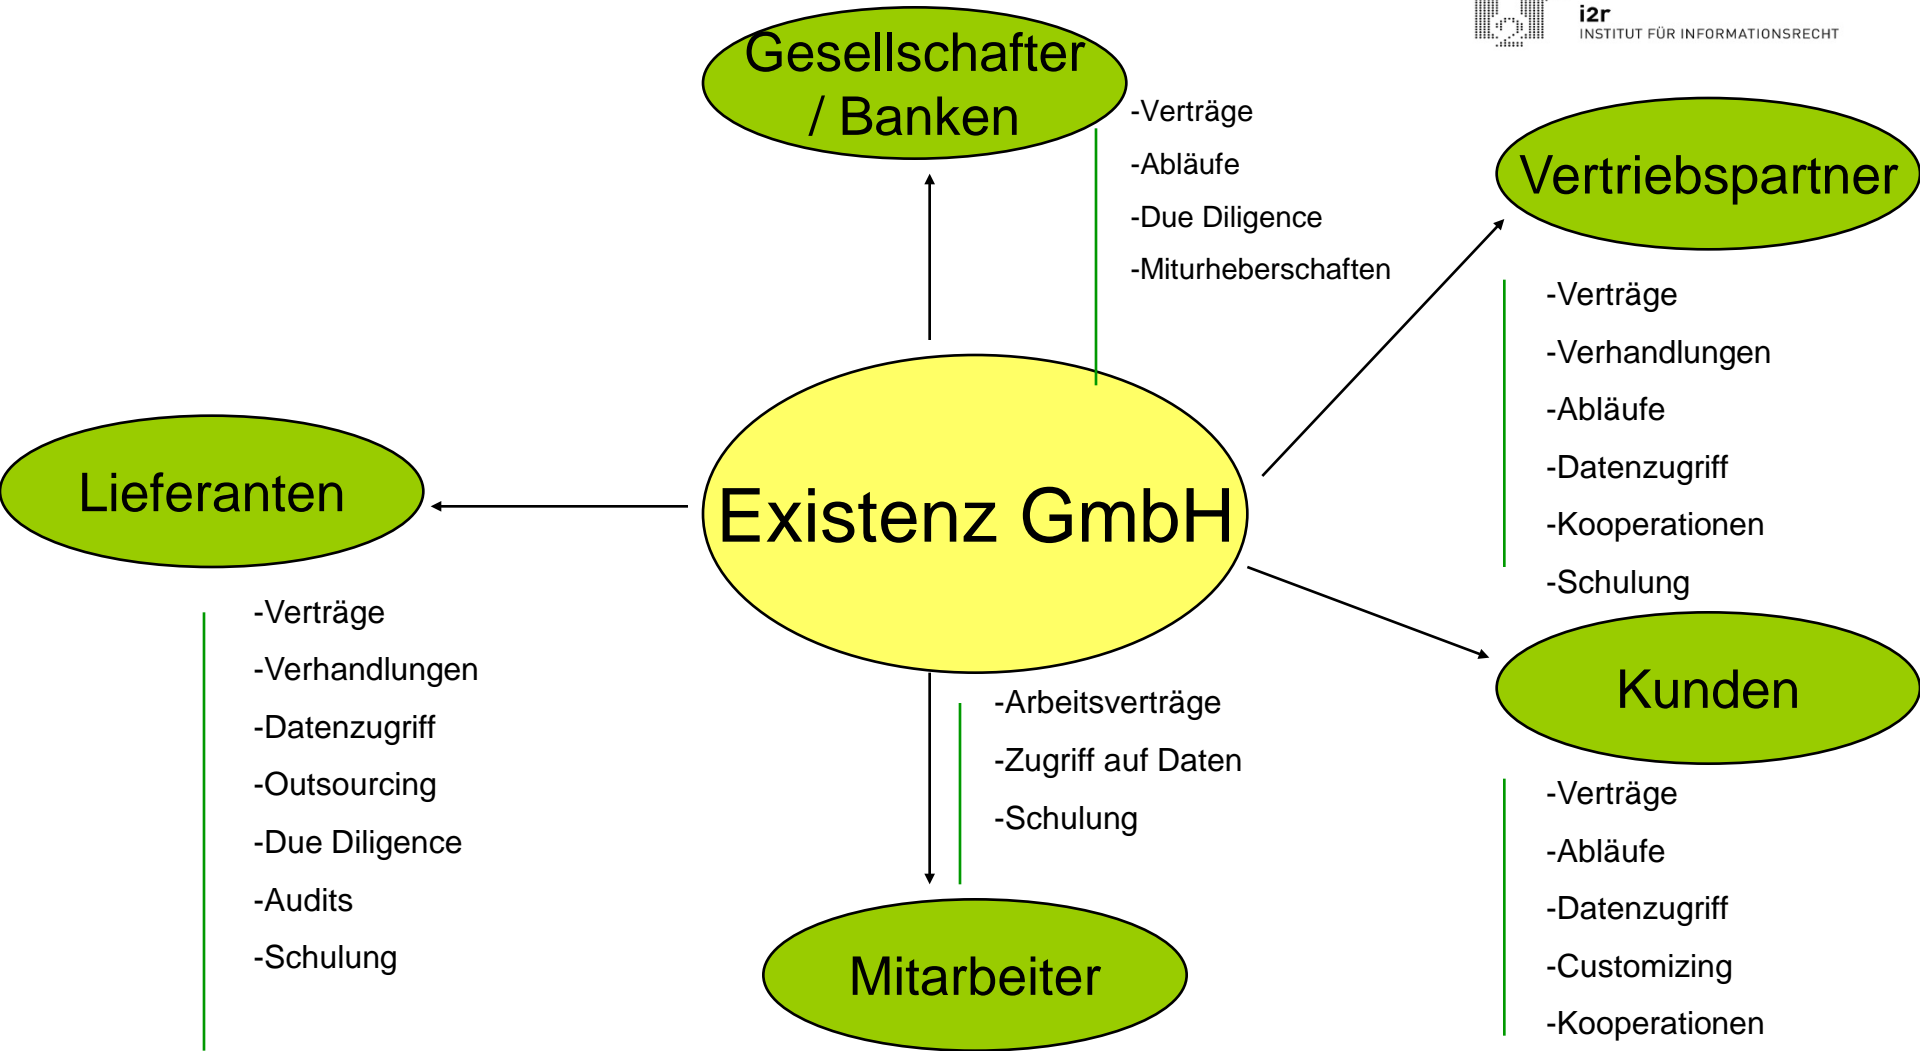 i2r
INSTITUT FÜR INFORMATIONSRECHT
Gesellschafter
/ Banken
-Verträge
-Abläufe
-Due Diligence
-Miturheberschaften
Vertriebspartner
-Verträge
-Verhandlungen
-Abläufe
-Datenzugriff
-Kooperationen
-Schulung
Existenz GmbH
Lieferanten
-Verträge
-Verhandlungen
-Datenzugriff
-Outsourcing
-Due Diligence
-Audits
-Schulung
-Arbeitsverträge
-Zugriff auf Daten
-Schulung
Mitarbeiter
Kunden
-Verträge
-Abläufe
-Datenzugriff
-Customizing
-Kooperationen